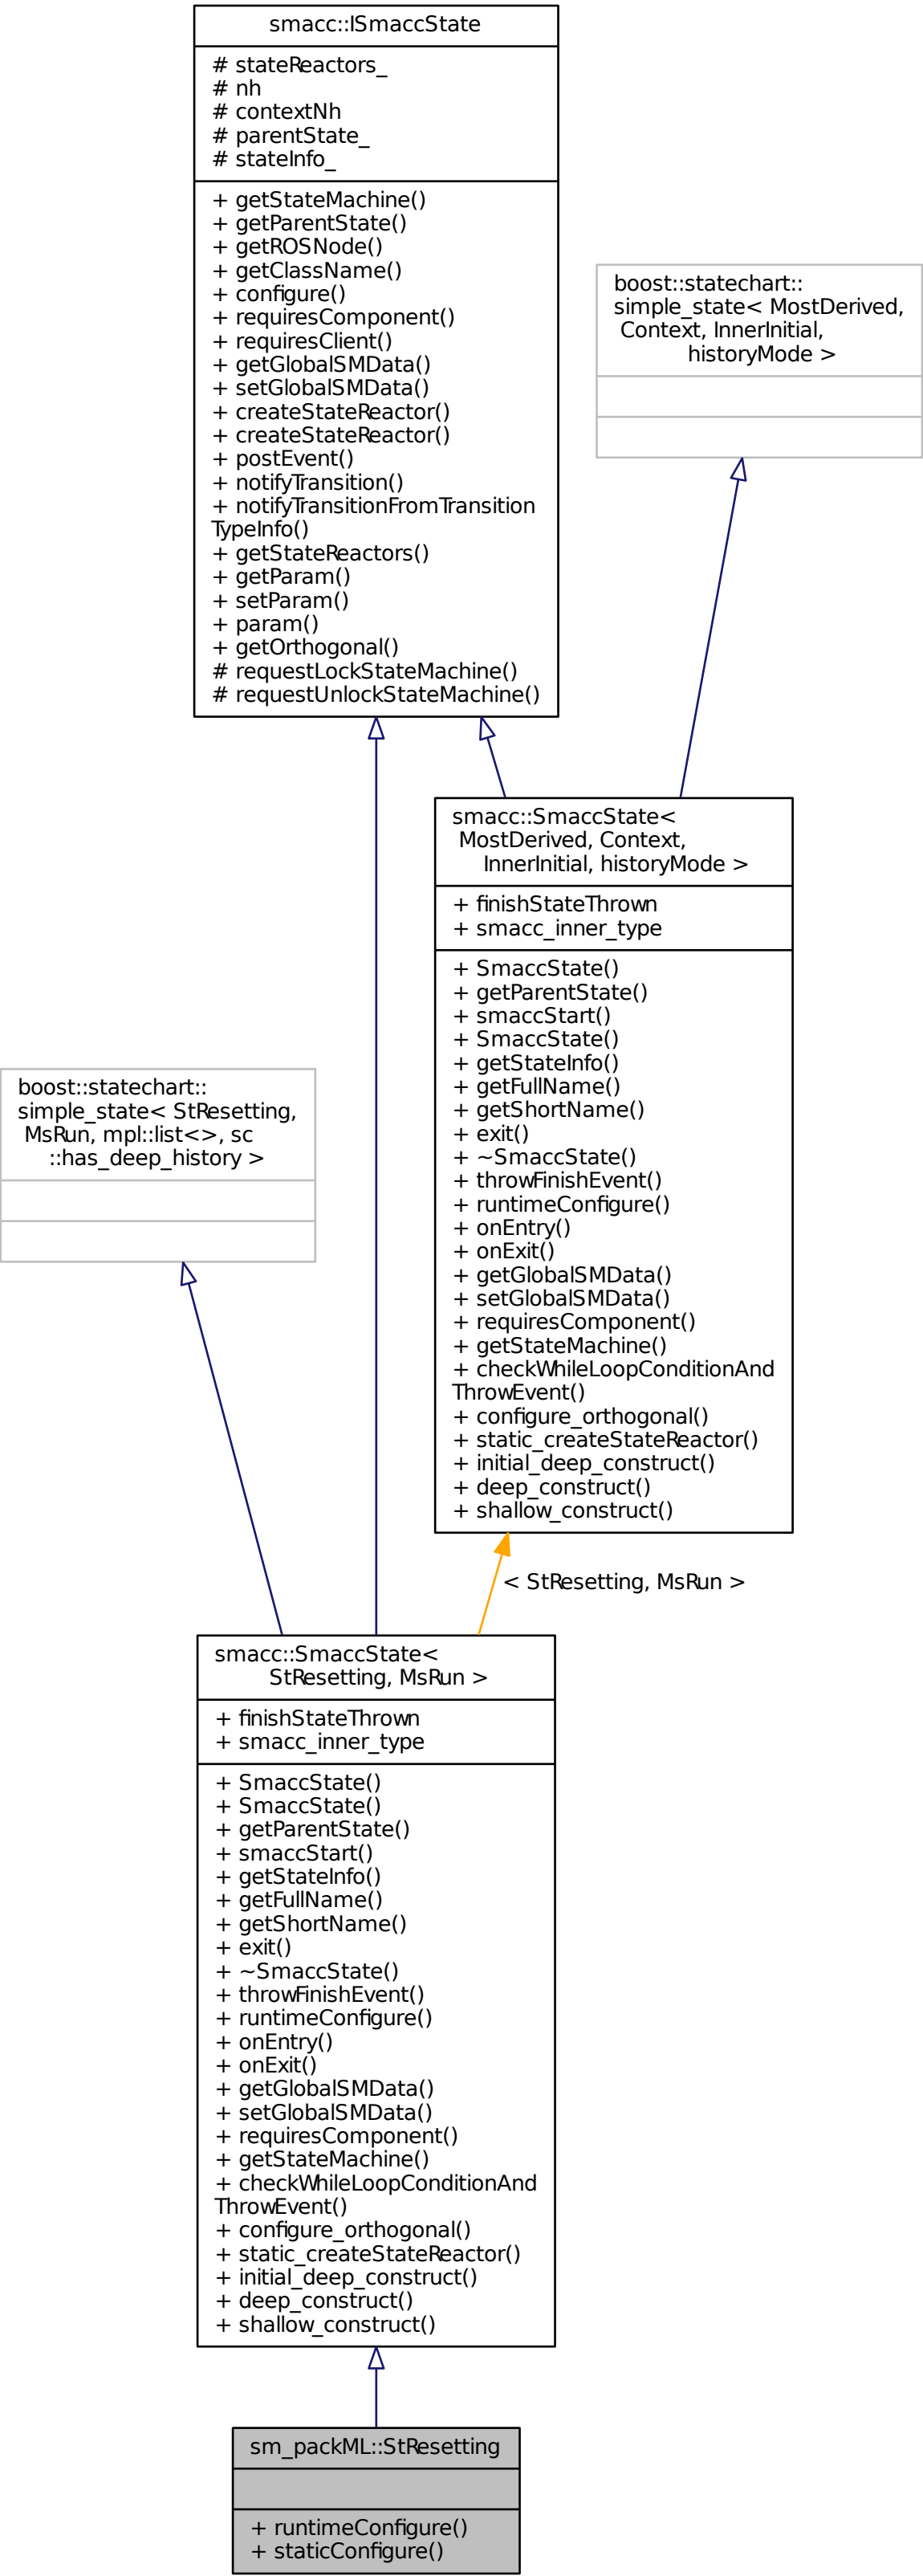 smacc::ISmaccState
# stateReactors_
# nh
# contextNh
# parentState_
# stateInfo_
+ getStateMachine()
+ getParentState()
+ getROSNode()
+ getClassName()
+ configure()
+ requiresComponent()
+ requiresClient()
+ getGlobalSMData()
+ setGlobalSMData()
+ createStateReactor()
+ createStateReactor()
+ postEvent()
+ notifyTransition()
+ notifyTransitionFromTransition
TypeInfo()
+ getStateReactors()
+ getParam()
+ setParam()
+ param()
+ getOrthogonal()
# requestLockStateMachine()
# requestUnlockStateMachine()
boost::statechart::
simple_state< MostDerived,
Context, InnerInitial,
historyMode >
smacc::SmaccState<
MostDerived, Context,
InnerInitial, historyMode >
+ finishStateThrown
+ smacc_inner_type
+ SmaccState()
+ getParentState()
+ smaccStart()
+ SmaccState()
+ getStateInfo()
+ getFullName()
+ getShortName()
+ exit()
+ ~SmaccState()
+ throwFinishEvent()
+ runtimeConfigure()
+ onEntry()
+ onExit()
+ getGlobalSMData()
+ setGlobalSMData()
+ requiresComponent()
+ getStateMachine()
+ checkWhileLoopConditionAnd
ThrowEvent()
+ configure_orthogonal()
+ static_createStateReactor()
+ initial_deep_construct()
+ deep_construct()
+ shallow_construct()
boost::statechart::
simple_state< StResetting,
MsRun, mpl::list<>, sc
::has_deep_history >
< StResetting, MsRun >
smacc::SmaccState<
StResetting, MsRun >
+ finishStateThrown
+ smacc_inner_type
+ SmaccState()
+ SmaccState()
+ getParentState()
+ smaccStart()
+ getStateInfo()
+ getFullName()
+ getShortName()
+ exit()
+ ~SmaccState()
+ throwFinishEvent()
+ runtimeConfigure()
+ onEntry()
+ onExit()
+ getGlobalSMData()
+ setGlobalSMData()
+ requiresComponent()
+ getStateMachine()
+ checkWhileLoopConditionAnd
ThrowEvent()
+ configure_orthogonal()
+ static_createStateReactor()
+ initial_deep_construct()
+ deep_construct()
+ shallow_construct()
sm_packML::StResetting
+ runtimeConfigure()
+ staticConfigure()